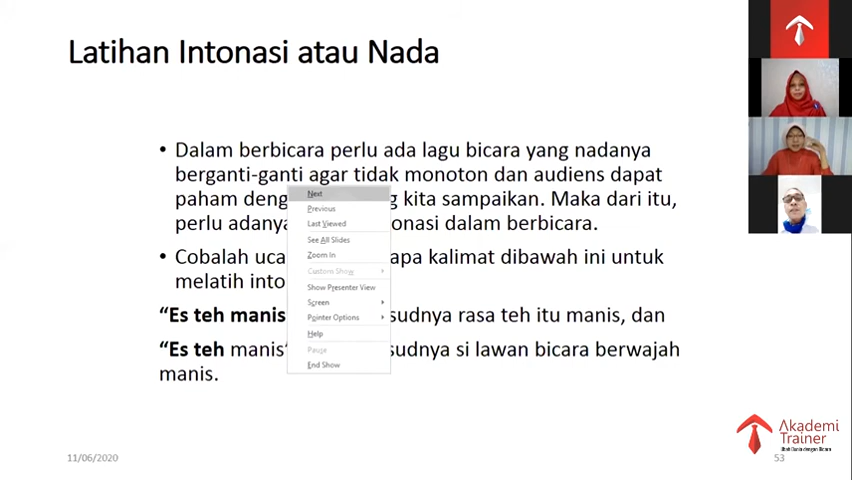 Latihan Intonasi atau Nada
• Dalam berbicara perlu ada lagu bicara yang nadanya
berganti-ganti agar tidak monoton dan audiens dapat
paham deng g kita sampaikan. Maka dari itu,
perlu adanya onasi dalam berbicara.
• Cobalah uca apa kalimat dibawah ini untuk
melatih into
“Es teh manis sudnya rasa teh itu manis, dan
“Es teh manis” sudnya si lawan bicara berwajah
manis.
Next
Previous
Last Viewed
See All Slides
Zoom In
Custom Show
Show Presenter View
Screen
Pointer Options
Help
Pause
End Show
Akademi
Trainer
Ubah Dunia dengan Bicara
11/06/2020
53